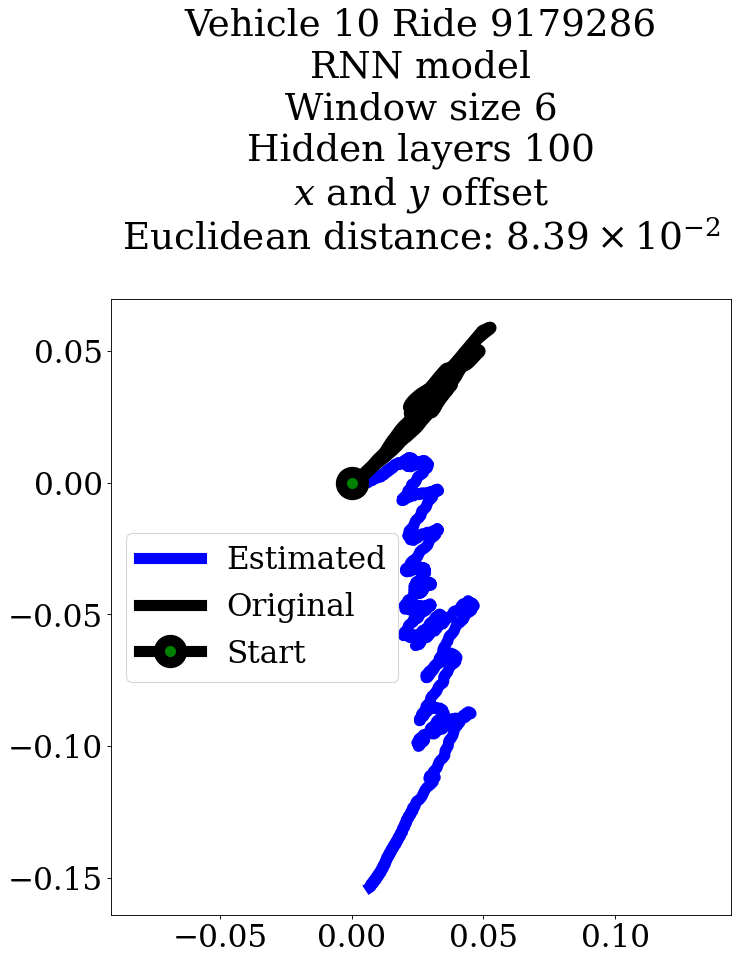 Vehicle 10 Ride 9179286
RNN model
Window size 6
Hidden layers 100
x and y offset
Euclidean distance: 8.39 × 10⁻²
0.05
0.00
−0.05
−0.10
−0.15
Estimated
Original
Start
−0.05 0.00 0.05 0.10